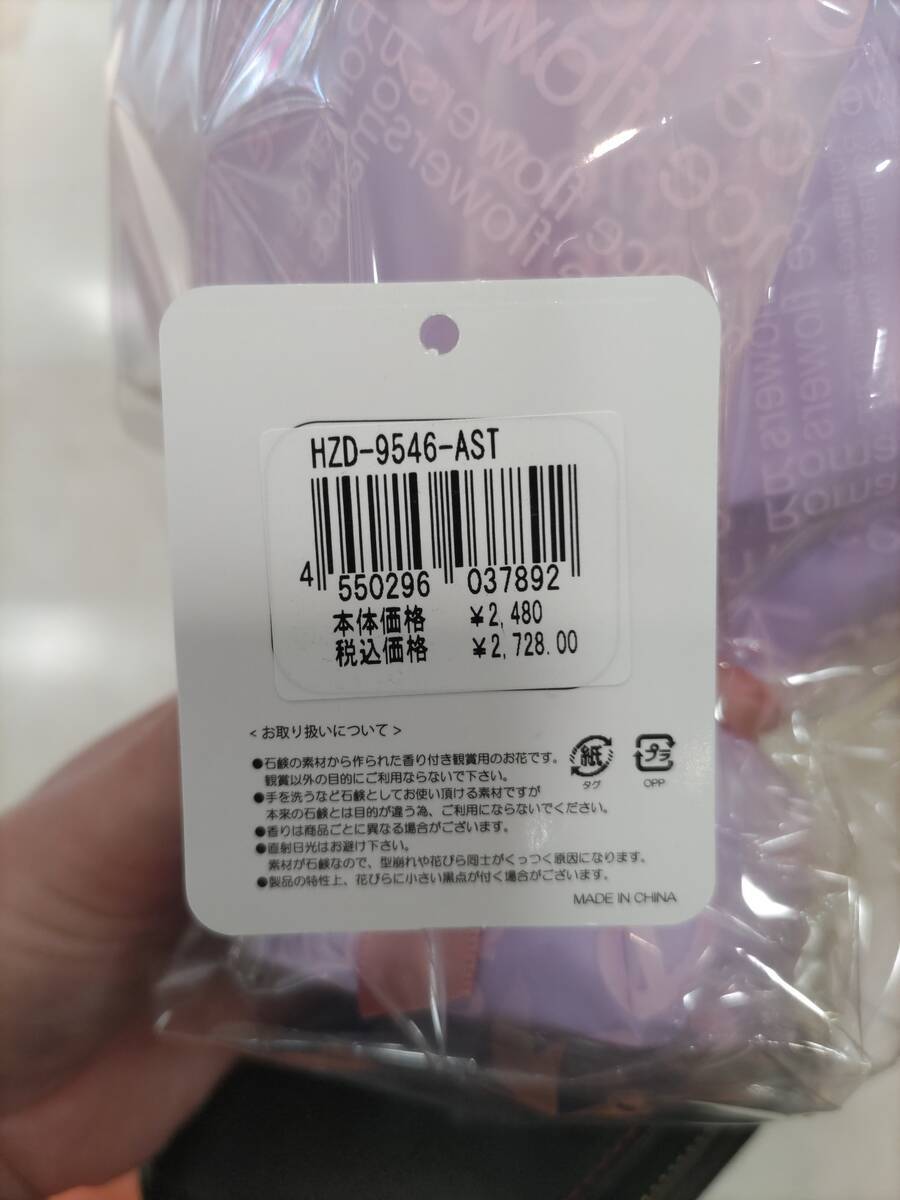 HZD-9546-AST
4 550296 037892
本体価格 ¥2,480
税込価格 ¥2,728.00
<お取り扱いについて>
●石鹸の素材から作られた香り付き観賞用のお花です。
観賞以外の目的にご利用ならないで下さい。
●手を洗うなど石鹸としてお使い頂ける素材ですが
本来の石鹸とは目的が違う為、ご利用にならないでください。
●香りは商品ごとに異なる場合がございます。
●直射日光はお避け下さい。
素材が石鹸なので、型崩れや花びら同士がくっつく原因になります。
●製品の特性上、花びらに小さい黒点が付く場合がございます。
紙
タグ
プラ
OPP
MADE IN CHINA
flowers
flowers
flowers
Romance